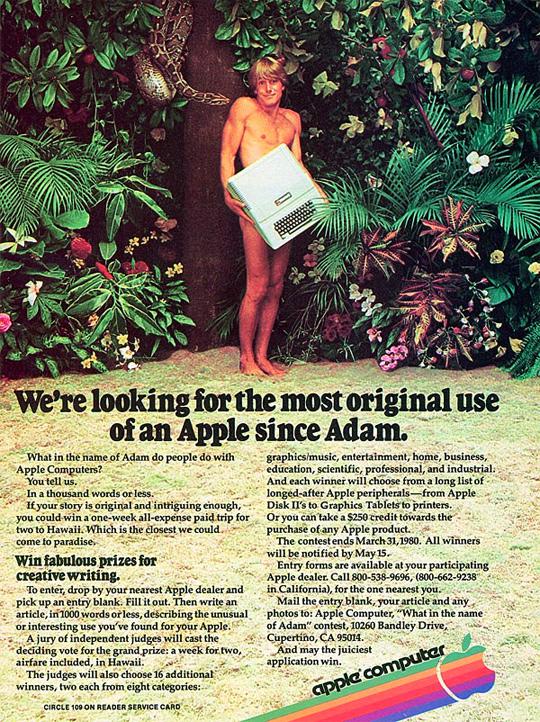 We're looking for the most original use
of an Apple since Adam.
What in the name of Adam do people do with
Apple Computers?
You tell us.
In a thousand words or less.
If your story is original and intriguing enough,
you could win a one-week all-expense paid trip for
two to Hawaii. Which is the closest we could
come to paradise.
Win fabulous prizes for
creative writing.
To enter, drop by your nearest Apple dealer and
pick up an entry blank. Fill it out. Then write an
article, in 1000 words or less, describing the unusual
or interesting use you've found for your Apple.
A jury of independent judges will cast the
deciding vote for the grand prize: a week for two,
airfare included, in Hawaii.
The judges will also choose 16 additional
winners, two each from eight categories:
graphics/music, entertainment, home, business,
education, scientific, professional, and industrial.
And each winner will choose from a long list of
longed-after Apple peripherals—from Apple
Disk II's to Graphics Tablets to printers.
Or you can take a $250 credit towards the
purchase of any Apple product.
The contest ends March 31, 1980. All winners
will be notified by May 15.
Entry forms are available at your participating
Apple dealer. Call 800-538-9696, (800-662-9238
in California), for the one nearest you.
Mail the entry blank, your article and any
photos to: Apple Computer, "What in the name
of Adam" contest, 10260 Bandley Drive,
Cupertino, CA 95014.
And may the juiciest
application win.
apple computer
CIRCLE 109 ON READER SERVICE CARD